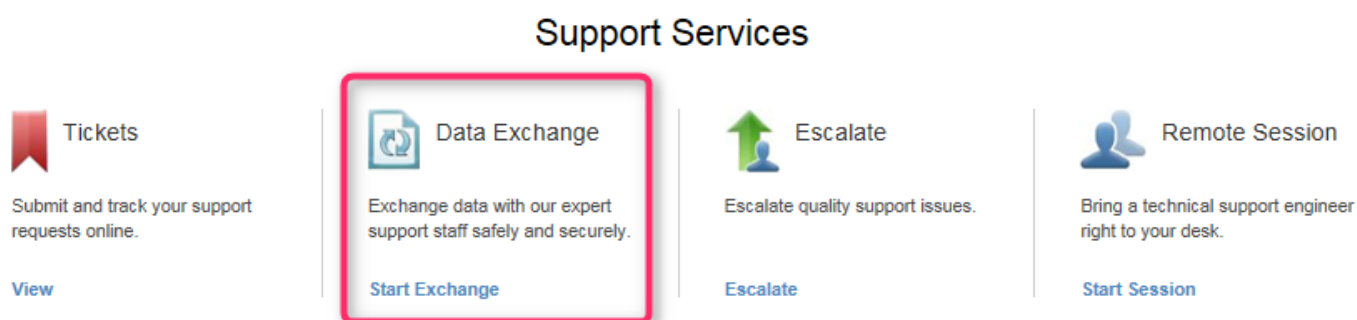 Support Services
Tickets
Submit and track your support
requests online.
View
Data Exchange
Exchange data with our expert
support staff safely and securely.
Start Exchange
Escalate
Escalate quality support issues.
Escalate
Remote Session
Bring a technical support engineer
right to your desk.
Start Session